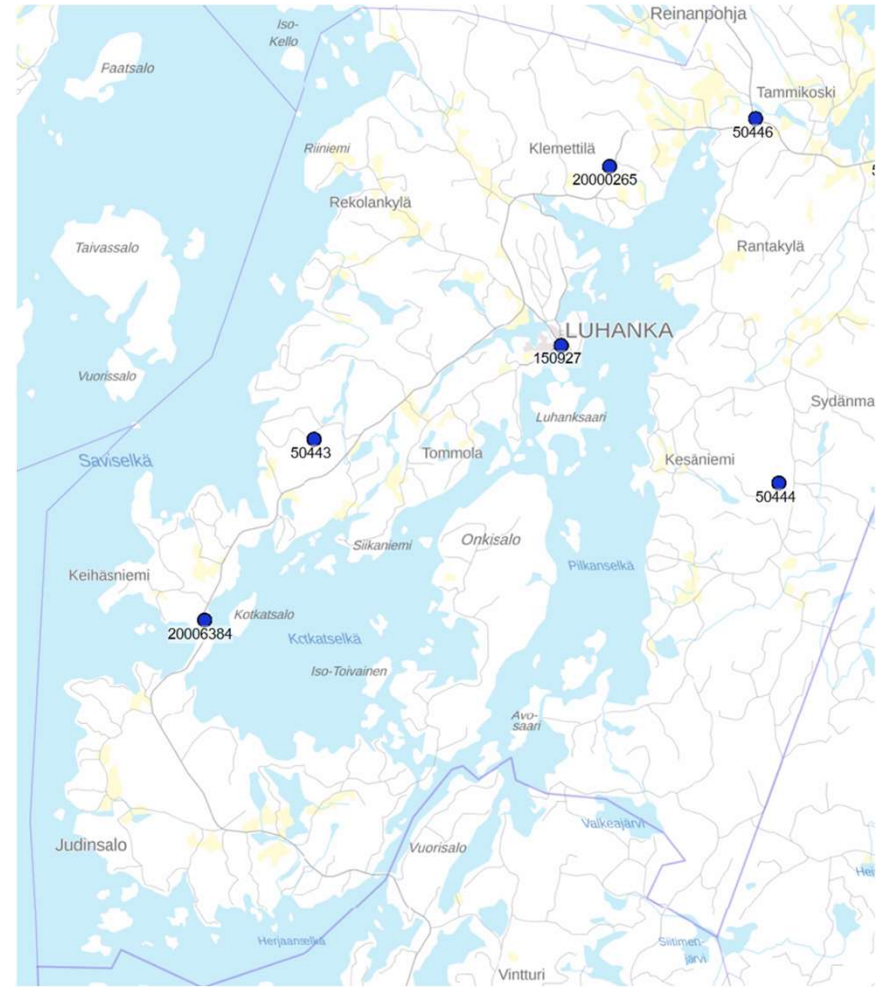 Reinanpohja
Iso-
Kello
Paatsalo
Tammikoski
50446
Riiniemi
Klemettilä
20000265
Rekolankylä
Taivassalo
Rantakylä
LUHANKA
150927
Vuorissalo
Sydänma
Luhanksaari
50443
Tommola
Saviselkä
Kesäniemi
50444
Siikaniemi
Onkisalo
Pilkanselkä
Keihäsniemi
Kotkatsalo
20006384
Kotkatselkä
Iso-Toivainen
Avo-
saari
Valkeajärvi
Judinsalo
Vuorisalo
Herjaanselkä
Siitimen-
järvi
Vintturi